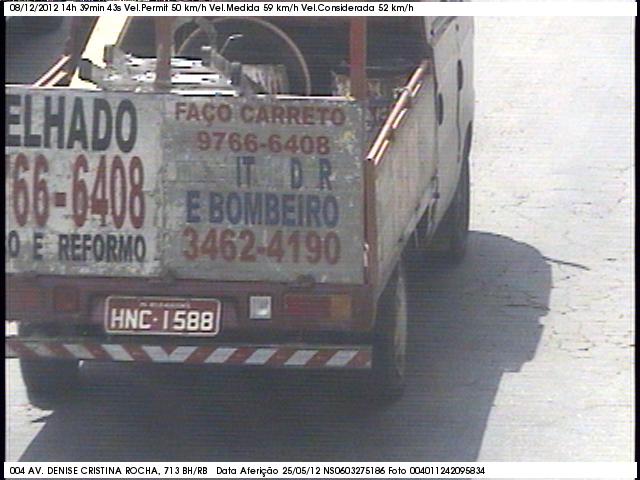 08/12/2012 14h 39min 43s Vel.Permit 50 km/h Vel.Medida 59 km/h Vel.Considerada 52 km/h
ELHADO
66-6408
O E REFORMO
FAÇO CARRETO
9766-6408
E BOMBEIRO
3462-4190
HNC·1588
004 AV. DENISE CRISTINA ROCHA, 713 BH/RB Data Aferição 25/05/12 NS0603275186 Foto 004011242095834